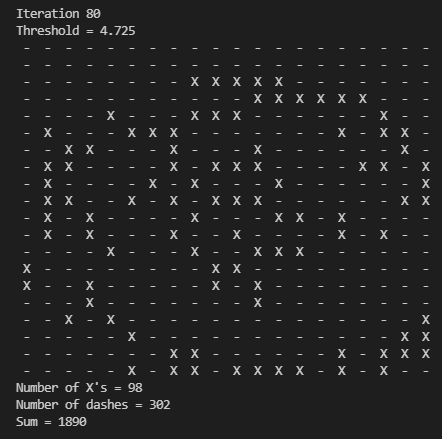 Iteration 80
Threshold = 4.725
- - - - - - - - - - - - - - - - - - - -
- - - - - - - - - - - - - - - - - - - -
- - - - - - - - X X X X X - - - - - - -
- - - - - - - - - - - X X X X X X - - -
- - - - X - - - X X X - - - - - - X - -
- X - - - X X X - - - - - - - X - X X -
- - X X - - - X - - - X - - - - - - X -
- X X - - - - X - X X X - - - - X X - X
- X - - - - X - X - - - X - - - - - - X
- X X - - X - X - X X X - - - - - - X X
- X - X - - - - X - - - X X - X - - - -
- X - X - - - X - - X - - - - X - X - -
- - - - X - - - X - - X X X - - - - - -
X - - - - - - - - X X - - - - - - - - -
X - - X - - - - - X - X - - - - - - - -
- - - X - - - - - - - X - - - - - - - -
- - X - X - - - - - - - - - - - - - - X
- - - - - X - - - - - - - - - - - - X X
- - - - - - - X X - - - - - - X - X X X
- - - - - X - X X - X X X X - X - X - -
Number of X's = 98
Number of dashes = 302
Sum = 1890